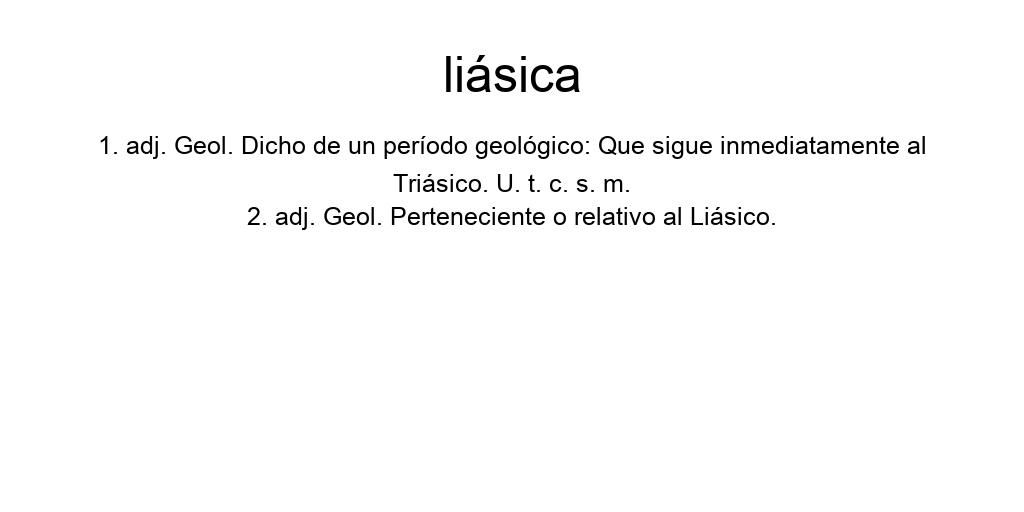 liásica
1. adj. Geol. Dicho de un período geológico: Que sigue inmediatamente al
Triásico. U. t. c. s. m.
2. adj. Geol. Perteneciente o relativo al Liásico.